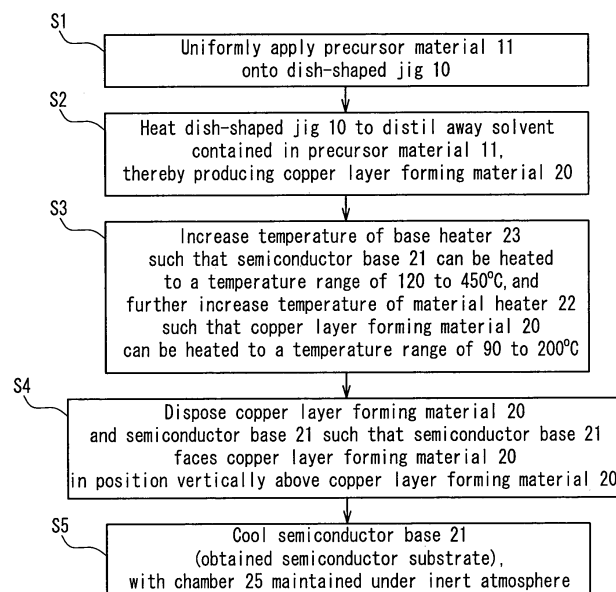 S1
Uniformly apply precursor material 11
onto dish-shaped jig 10
S2
Heat dish-shaped jig 10 to distil away solvent
contained in precursor material 11,
thereby producing copper layer forming material 20
S3
Increase temperature of base heater 23
such that semiconductor base 21 can be heated
to a temperature range of 120 to 450°C, and
further increase temperature of material heater 22
such that copper layer forming material 20
can be heated to a temperature range of 90 to 200°C
S4
Dispose copper layer forming material 20
and semiconductor base 21 such that semiconductor base 21
faces copper layer forming material 20
in position vertically above copper layer forming material 20
S5
Cool semiconductor base 21
(obtained semiconductor substrate),
with chamber 25 maintained under inert atmosphere